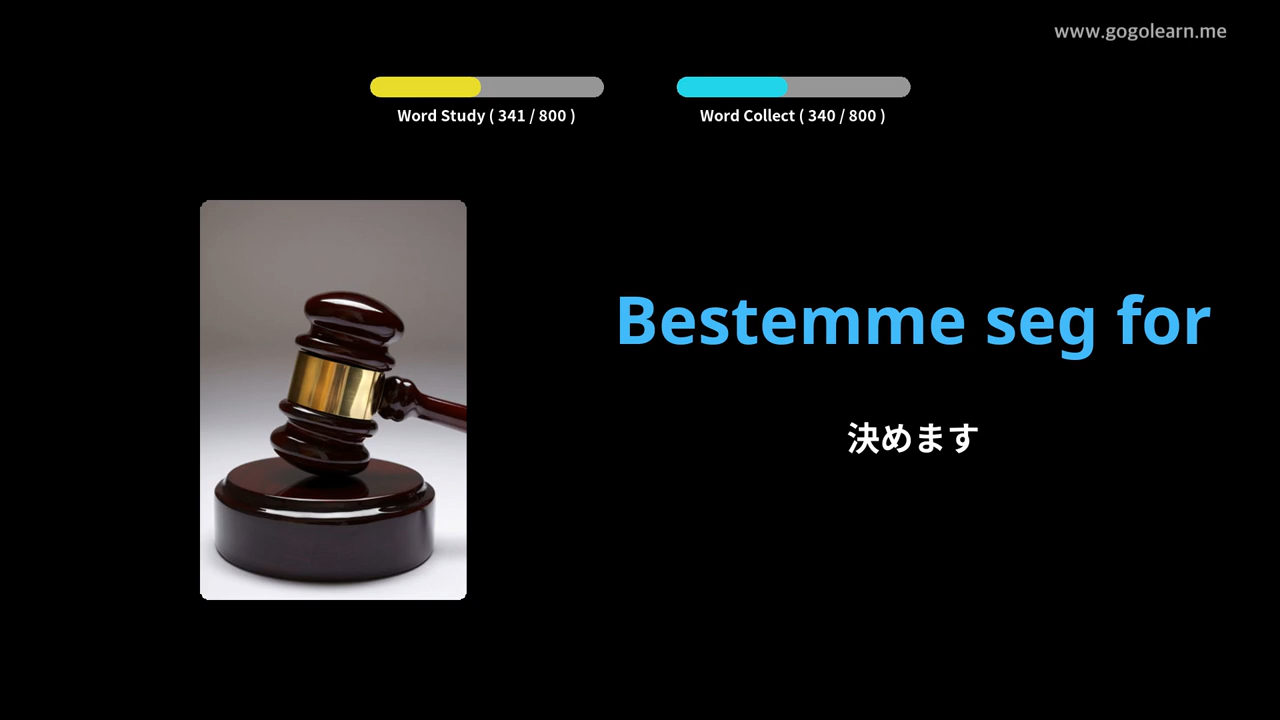 www.gogolearn.me
Word Study ( 341 / 800 )
Word Collect ( 340 / 800 )
Bestemme seg for
決めます